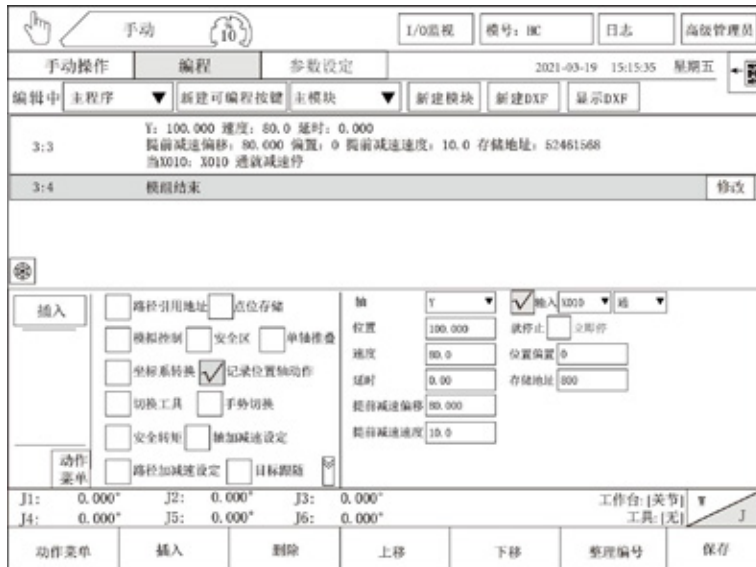 手动 10 I/O监视 模号：HC 日志 高级管理员
手动操作 编程 参数设定 2021-03-19 15:15:35 星期五
编辑中 主程序 新建可编程按键 主模块 新建模块 新建DXF 显示DXF
Y: 100.000 速度：80.0 延时：0.000
3:3 提前减速偏移：80.000 偏置：0 提前减速速度：10.0 存储地址：52461568
当X010: X010 通就减速停
3:4 模组结束 修改
插入 路径引用地址 点位存储 轴 Y 输入 X010 通
模拟控制 安全区 单轴堆叠 位置 100.000 就停止 立即停
坐标系转换 记录位置轴动作 速度 80.0 位置偏置 0
切换工具 手势切换 延时 0.00 存储地址 800
安全转矩 轴加减速设定 提前减速偏移 80.000
动作菜单 路径加减速设定 目标跟随 提前减速速度 10.0
J1: 0.000° J2: 0.000° J3: 0.000° 工作台:[关节] W
J4: 0.000° J5: 0.000° J6: 0.000° 工具:[无] J
动作菜单 插入 删除 上移 下移 整理编号 保存